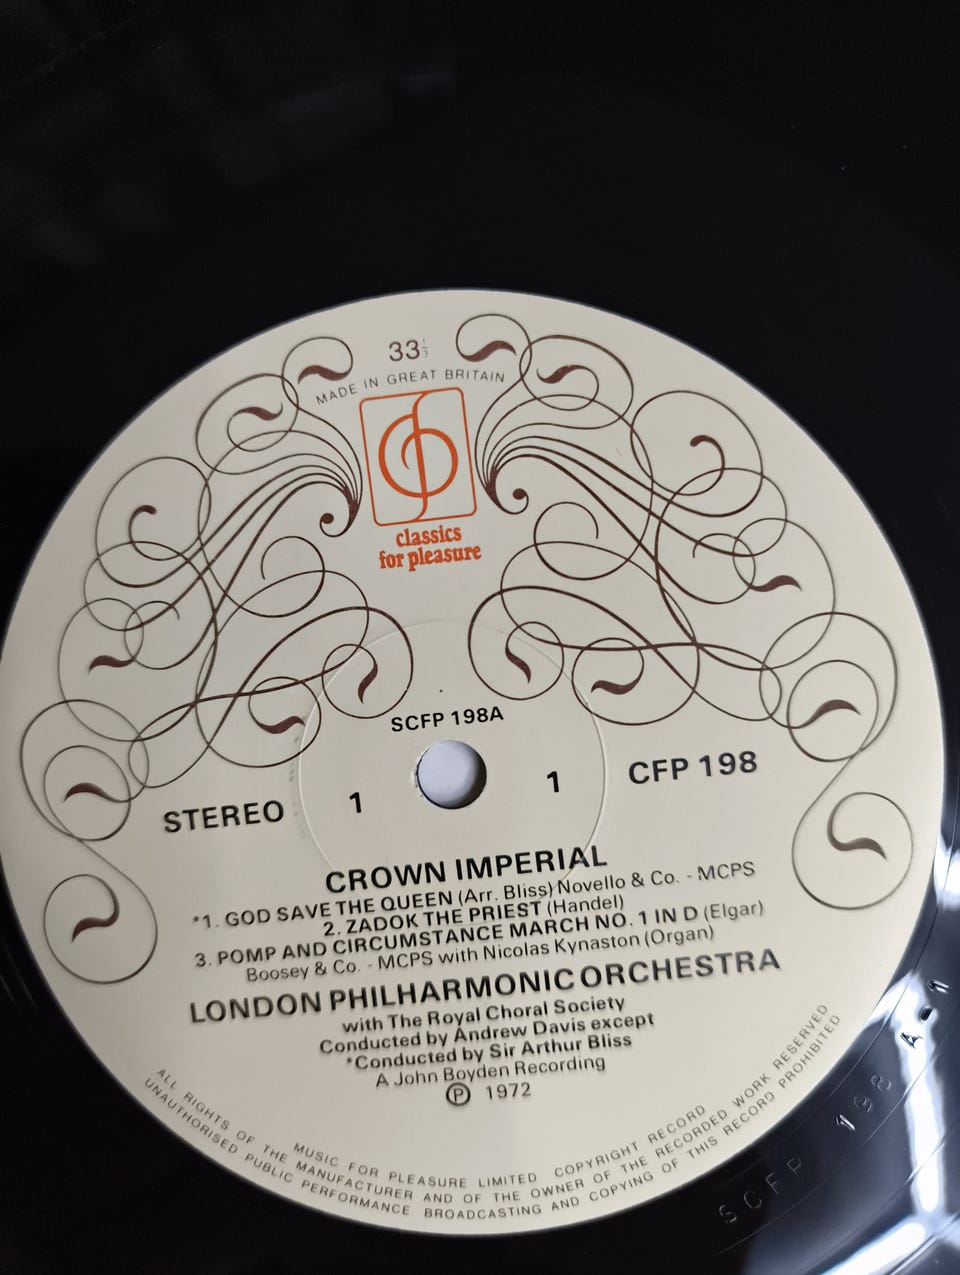 33⅓
MADE IN GREAT BRITAIN
classics
for pleasure
SCFP 198A
STEREO 1 1 CFP 198
CROWN IMPERIAL
*1. GOD SAVE THE QUEEN (Arr. Bliss) Novello & Co. - MCPS
2. ZADOK THE PRIEST (Handel)
3. POMP AND CIRCUMSTANCE MARCH NO. 1 IN D (Elgar)
Boosey & Co. - MCPS with Nicolas Kynaston (Organ)
LONDON PHILHARMONIC ORCHESTRA
with The Royal Choral Society
Conducted by Andrew Davis except
*Conducted by Sir Arthur Bliss
A John Boyden Recording
Ⓟ 1972
MUSIC FOR PLEASURE LIMITED COPYRIGHT RECORD
ALL RIGHTS OF THE MANUFACTURER AND OF THE OWNER OF THE RECORDED WORK RESERVED
UNAUTHORISED PUBLIC PERFORMANCE. BROADCASTING AND COPYING OF THIS RECORD PROHIBITED
SCFP 198 A-1